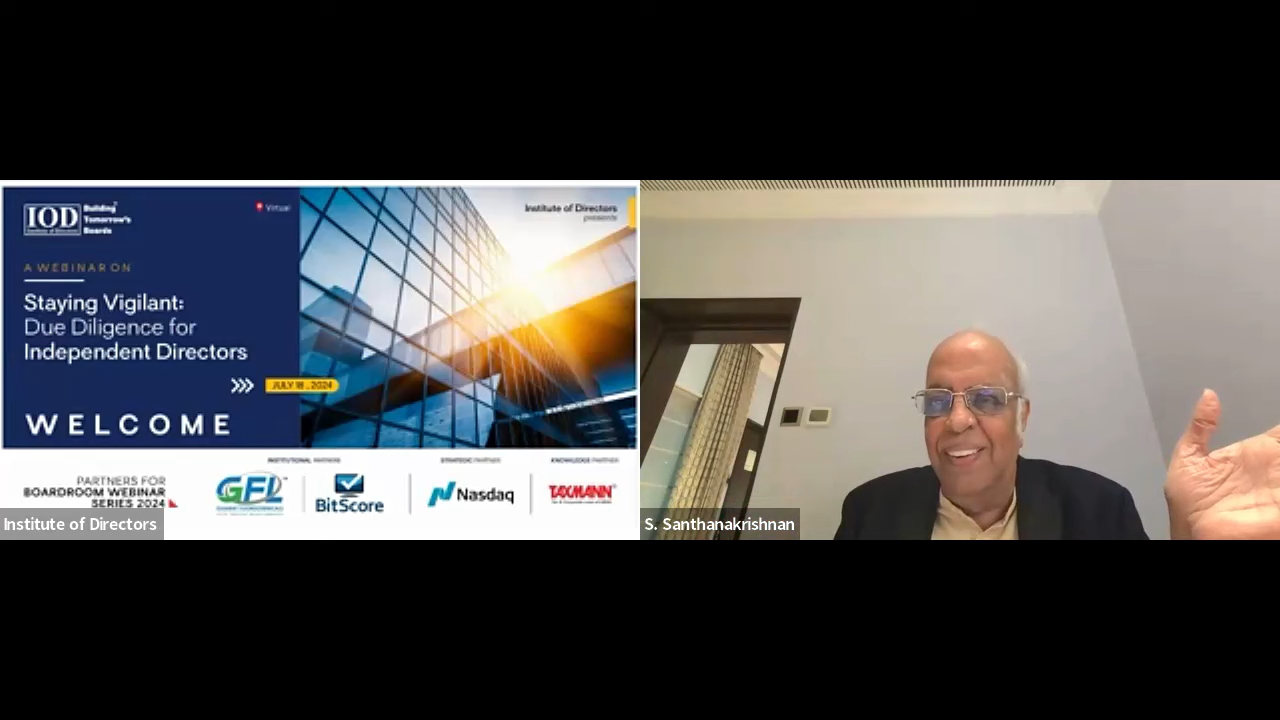 IOD
Building
Tomorrow's
Boards
Virtual
Institute of Directors
presents
A WEBINAR ON
Staying Vigilant:
Due Diligence for
Independent Directors
JULY 18, 2024
WELCOME
INSTITUTIONAL PARTNERS
STRATEGIC PARTNER
KNOWLEDGE PARTNER
PARTNERS FOR
BOARDROOM WEBINAR
SERIES 2024
GFL
BitScore
Nasdaq
TAXMANN
Institute of Directors
S. Santhanakrishnan